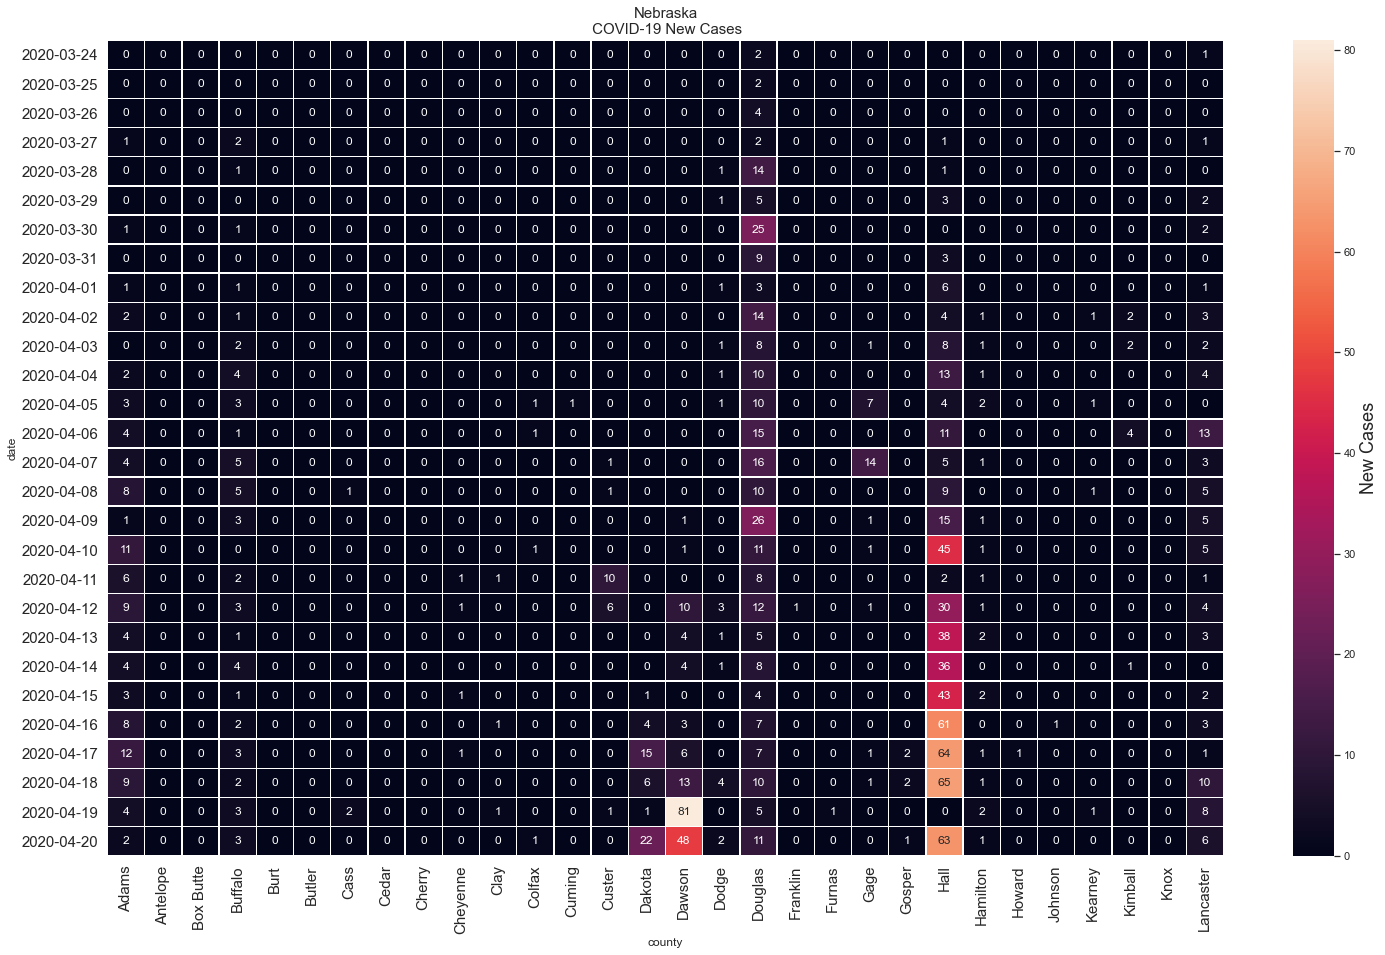 Nebraska
COVID-19 New Cases
2020-03-24 0 0 0 0 0 0 0 0 0 0 0 0 0 0 0 0 0 2 0 0 0 0 0 0 0 0 0 0 0 1
2020-03-25 0 0 0 0 0 0 0 0 0 0 0 0 0 0 0 0 0 2 0 0 0 0 0 0 0 0 0 0 0 0
2020-03-26 0 0 0 0 0 0 0 0 0 0 0 0 0 0 0 0 0 4 0 0 0 0 0 0 0 0 0 0 0 0
2020-03-27 1 0 0 2 0 0 0 0 0 0 0 0 0 0 0 0 0 2 0 0 0 0 1 0 0 0 0 0 0 1
2020-03-28 0 0 0 1 0 0 0 0 0 0 0 0 0 0 0 0 1 14 0 0 0 0 1 0 0 0 0 0 0 0
2020-03-29 0 0 0 0 0 0 0 0 0 0 0 0 0 0 0 0 1 5 0 0 0 0 3 0 0 0 0 0 0 2
2020-03-30 1 0 0 1 0 0 0 0 0 0 0 0 0 0 0 0 0 25 0 0 0 0 0 0 0 0 0 0 0 2
2020-03-31 0 0 0 0 0 0 0 0 0 0 0 0 0 0 0 0 0 9 0 0 0 0 3 0 0 0 0 0 0 0
2020-04-01 1 0 0 1 0 0 0 0 0 0 0 0 0 0 0 0 1 3 0 0 0 0 6 0 0 0 0 0 0 1
2020-04-02 2 0 0 1 0 0 0 0 0 0 0 0 0 0 0 0 0 14 0 0 0 0 4 1 0 0 1 2 0 3
2020-04-03 0 0 0 2 0 0 0 0 0 0 0 0 0 0 0 0 1 8 0 0 1 0 8 1 0 0 0 2 0 2
2020-04-04 2 0 0 4 0 0 0 0 0 0 0 0 0 0 0 0 1 10 0 0 0 0 13 1 0 0 0 0 0 4
2020-04-05 3 0 0 3 0 0 0 0 0 0 0 1 1 0 0 0 1 10 0 0 7 0 4 2 0 0 1 0 0 0
2020-04-06 4 0 0 1 0 0 0 0 0 0 0 1 0 0 0 0 0 15 0 0 0 0 11 0 0 0 0 4 0 13
2020-04-07 4 0 0 5 0 0 0 0 0 0 0 0 0 1 0 0 0 16 0 0 14 0 5 1 0 0 0 0 0 3
2020-04-08 8 0 0 5 0 0 1 0 0 0 0 0 0 1 0 0 0 10 0 0 0 0 9 0 0 0 1 0 0 5
2020-04-09 1 0 0 3 0 0 0 0 0 0 0 0 0 0 0 1 0 26 0 0 1 0 15 1 0 0 0 0 0 5
2020-04-10 11 0 0 0 0 0 0 0 0 0 0 1 0 0 0 1 0 11 0 0 1 0 45 1 0 0 0 0 0 5
2020-04-11 6 0 0 2 0 0 0 0 0 1 1 0 0 10 0 0 0 8 0 0 0 0 2 1 0 0 0 0 0 1
2020-04-12 9 0 0 3 0 0 0 0 0 1 0 0 0 6 0 10 3 12 1 0 1 0 30 1 0 0 0 0 0 4
2020-04-13 4 0 0 1 0 0 0 0 0 0 0 0 0 0 0 4 1 5 0 0 0 0 38 2 0 0 0 0 0 3
2020-04-14 4 0 0 4 0 0 0 0 0 0 0 0 0 0 0 4 1 8 0 0 0 0 36 0 0 0 0 1 0 0
2020-04-15 3 0 0 1 0 0 0 0 0 1 0 0 0 0 1 0 0 4 0 0 0 0 43 2 0 0 0 0 0 2
2020-04-16 8 0 0 2 0 0 0 0 0 0 1 0 0 0 4 3 0 7 0 0 0 0 61 0 0 1 0 0 0 3
2020-04-17 12 0 0 3 0 0 0 0 0 1 0 0 0 0 15 6 0 7 0 0 1 2 64 1 1 0 0 0 0 1
2020-04-18 9 0 0 2 0 0 0 0 0 0 0 0 0 0 6 13 4 10 0 0 1 2 65 1 0 0 0 0 0 10
2020-04-19 4 0 0 3 0 0 2 0 0 0 1 0 0 1 1 81 0 5 0 1 0 0 0 2 0 0 1 0 0 8
2020-04-20 2 0 0 3 0 0 0 0 0 0 0 1 0 0 22 48 2 11 0 0 0 1 63 1 0 0 0 0 0 6
date
Adams Antelope Box Butte Buffalo Burt Butler Cass Cedar Cherry Cheyenne Clay Colfax Cuming Custer Dakota Dawson Dodge Douglas Franklin Furnas Gage Gosper Hall Hamilton Howard Johnson Kearney Kimball Knox Lancaster
county
80
70
60
50
40
30
20
10
0
New Cases